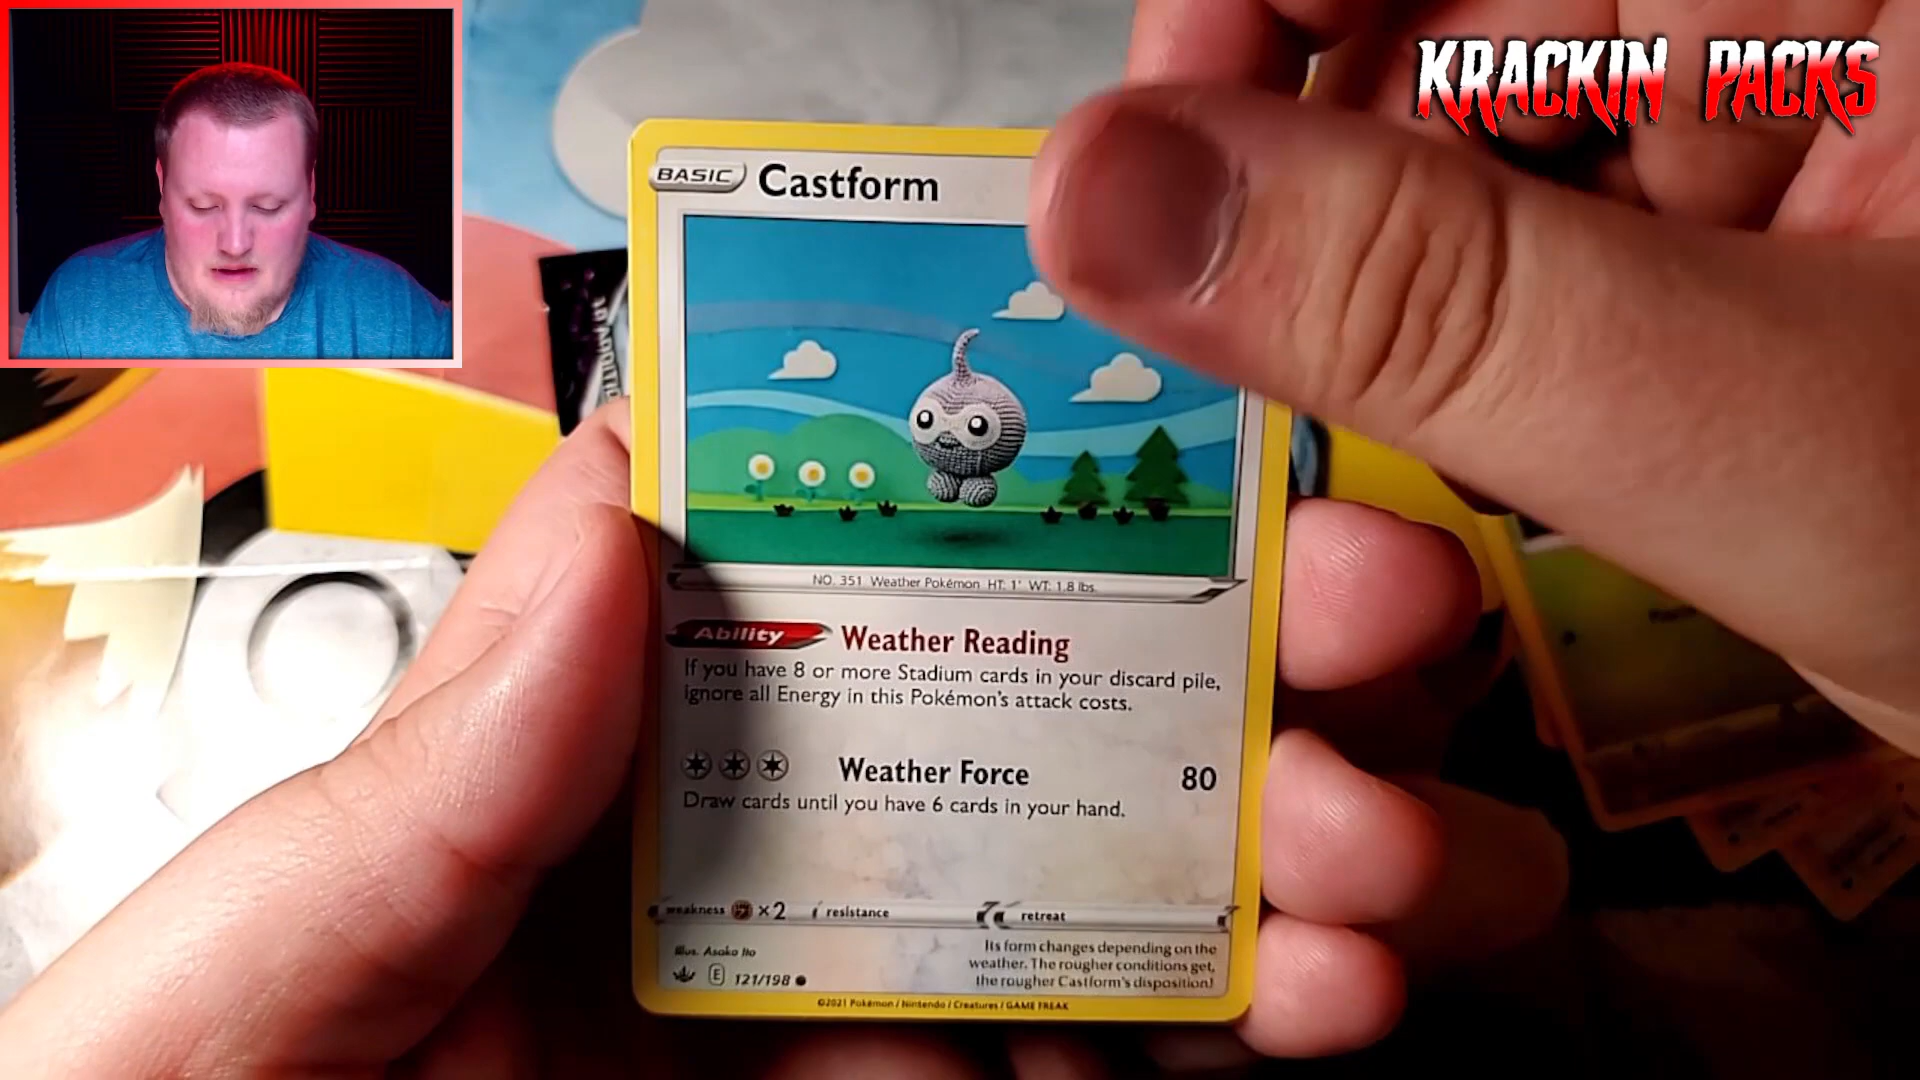 KRACKIN PACKS
BASIC Castform
NO. 351 Weather Pokémon HT: 1' WT: 1.8 lbs.
Ability Weather Reading
If you have 8 or more Stadium cards in your discard pile,
ignore all Energy in this Pokémon's attack costs.
Weather Force 80
Draw cards until you have 6 cards in your hand.
weakness ×2 resistance retreat
Illus. Asako Ito
E 121/198
Its form changes depending on the
weather. The rougher conditions get,
the rougher Castform's disposition!
©2021 Pokémon / Nintendo / Creatures / GAME FREAK